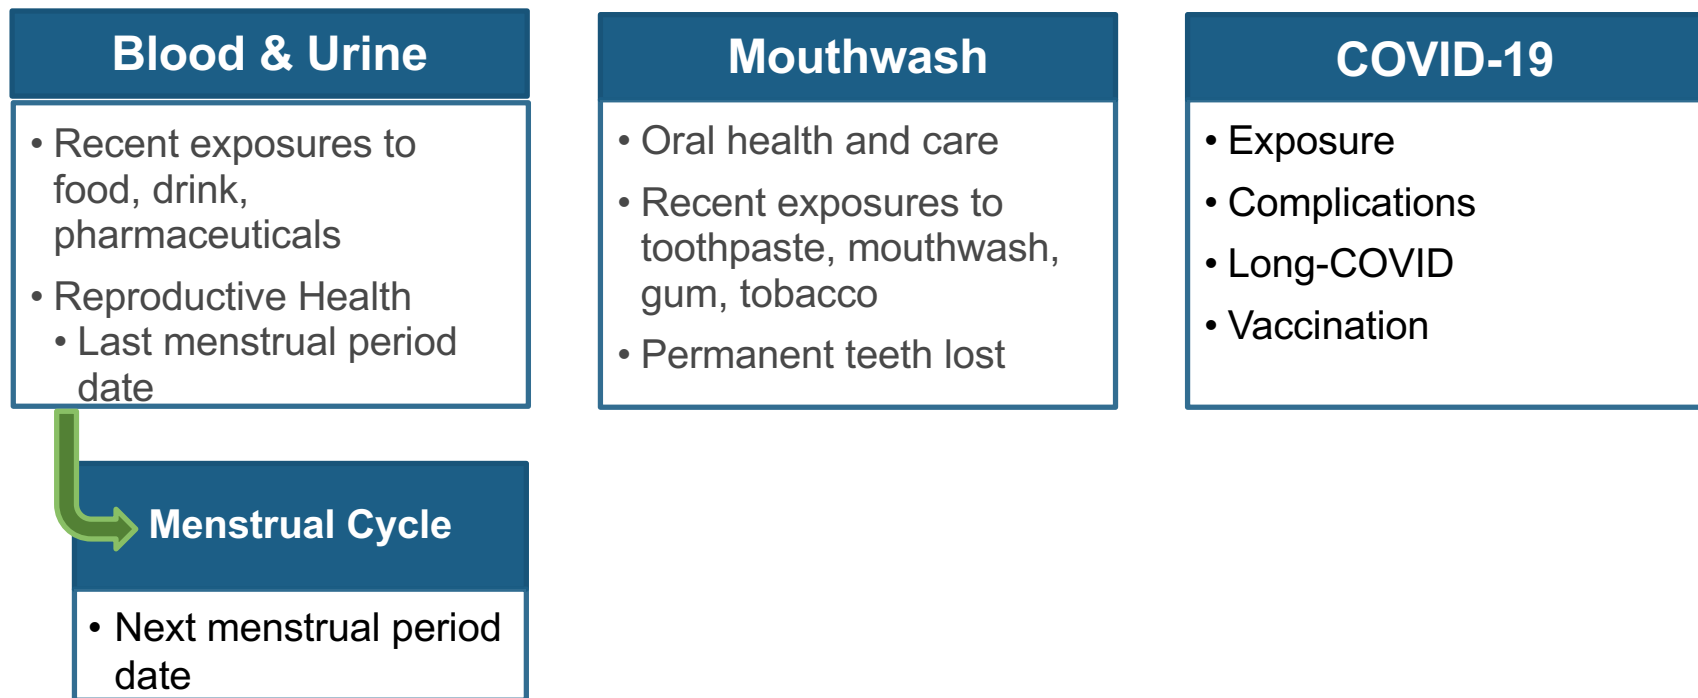 Blood & Urine
• Recent exposures to
food, drink,
pharmaceuticals
• Reproductive Health
• Last menstrual period
date
Menstrual Cycle
• Next menstrual period
date
Mouthwash
• Oral health and care
• Recent exposures to
toothpaste, mouthwash,
gum, tobacco
• Permanent teeth lost
COVID-19
• Exposure
• Complications
• Long-COVID
• Vaccination